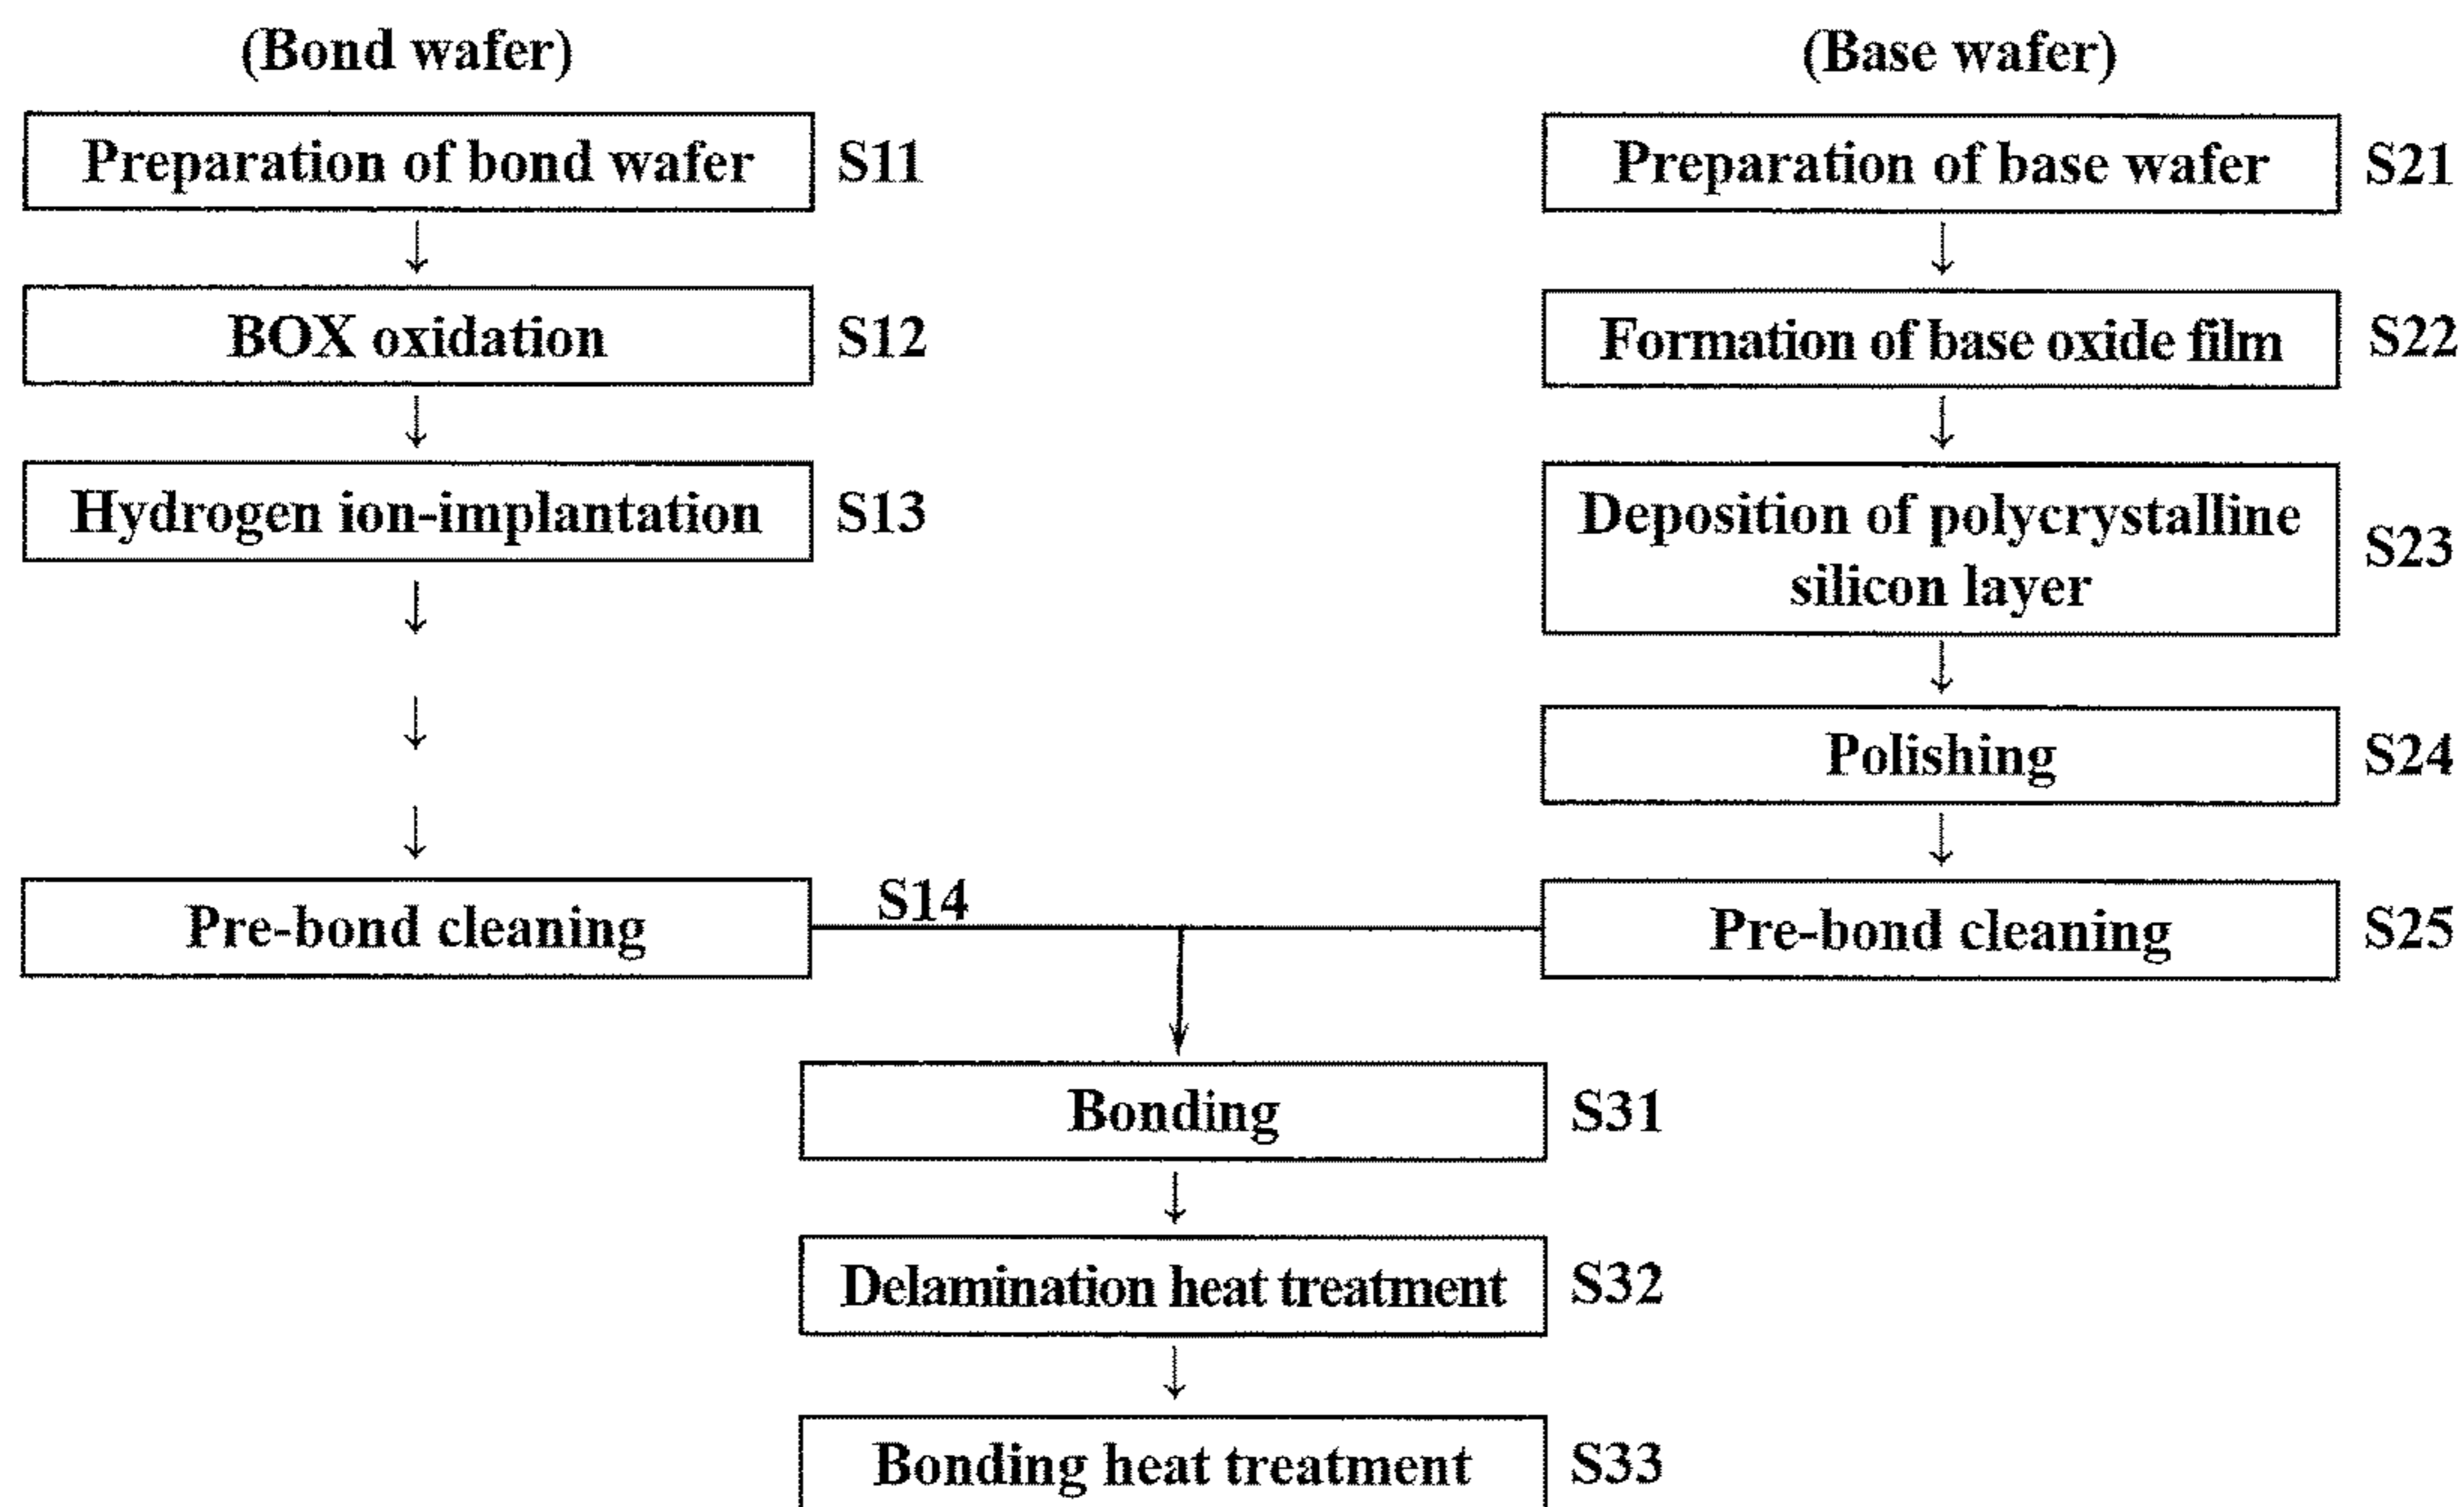 (Bond wafer)
Preparation of bond wafer S11
BOX oxidation S12
Hydrogen ion-implantation S13
Pre-bond cleaning S14
(Base wafer)
Preparation of base wafer S21
Formation of base oxide film S22
Deposition of polycrystalline
silicon layer S23
Polishing S24
Pre-bond cleaning S25
Bonding S31
Delamination heat treatment S32
Bonding heat treatment S33